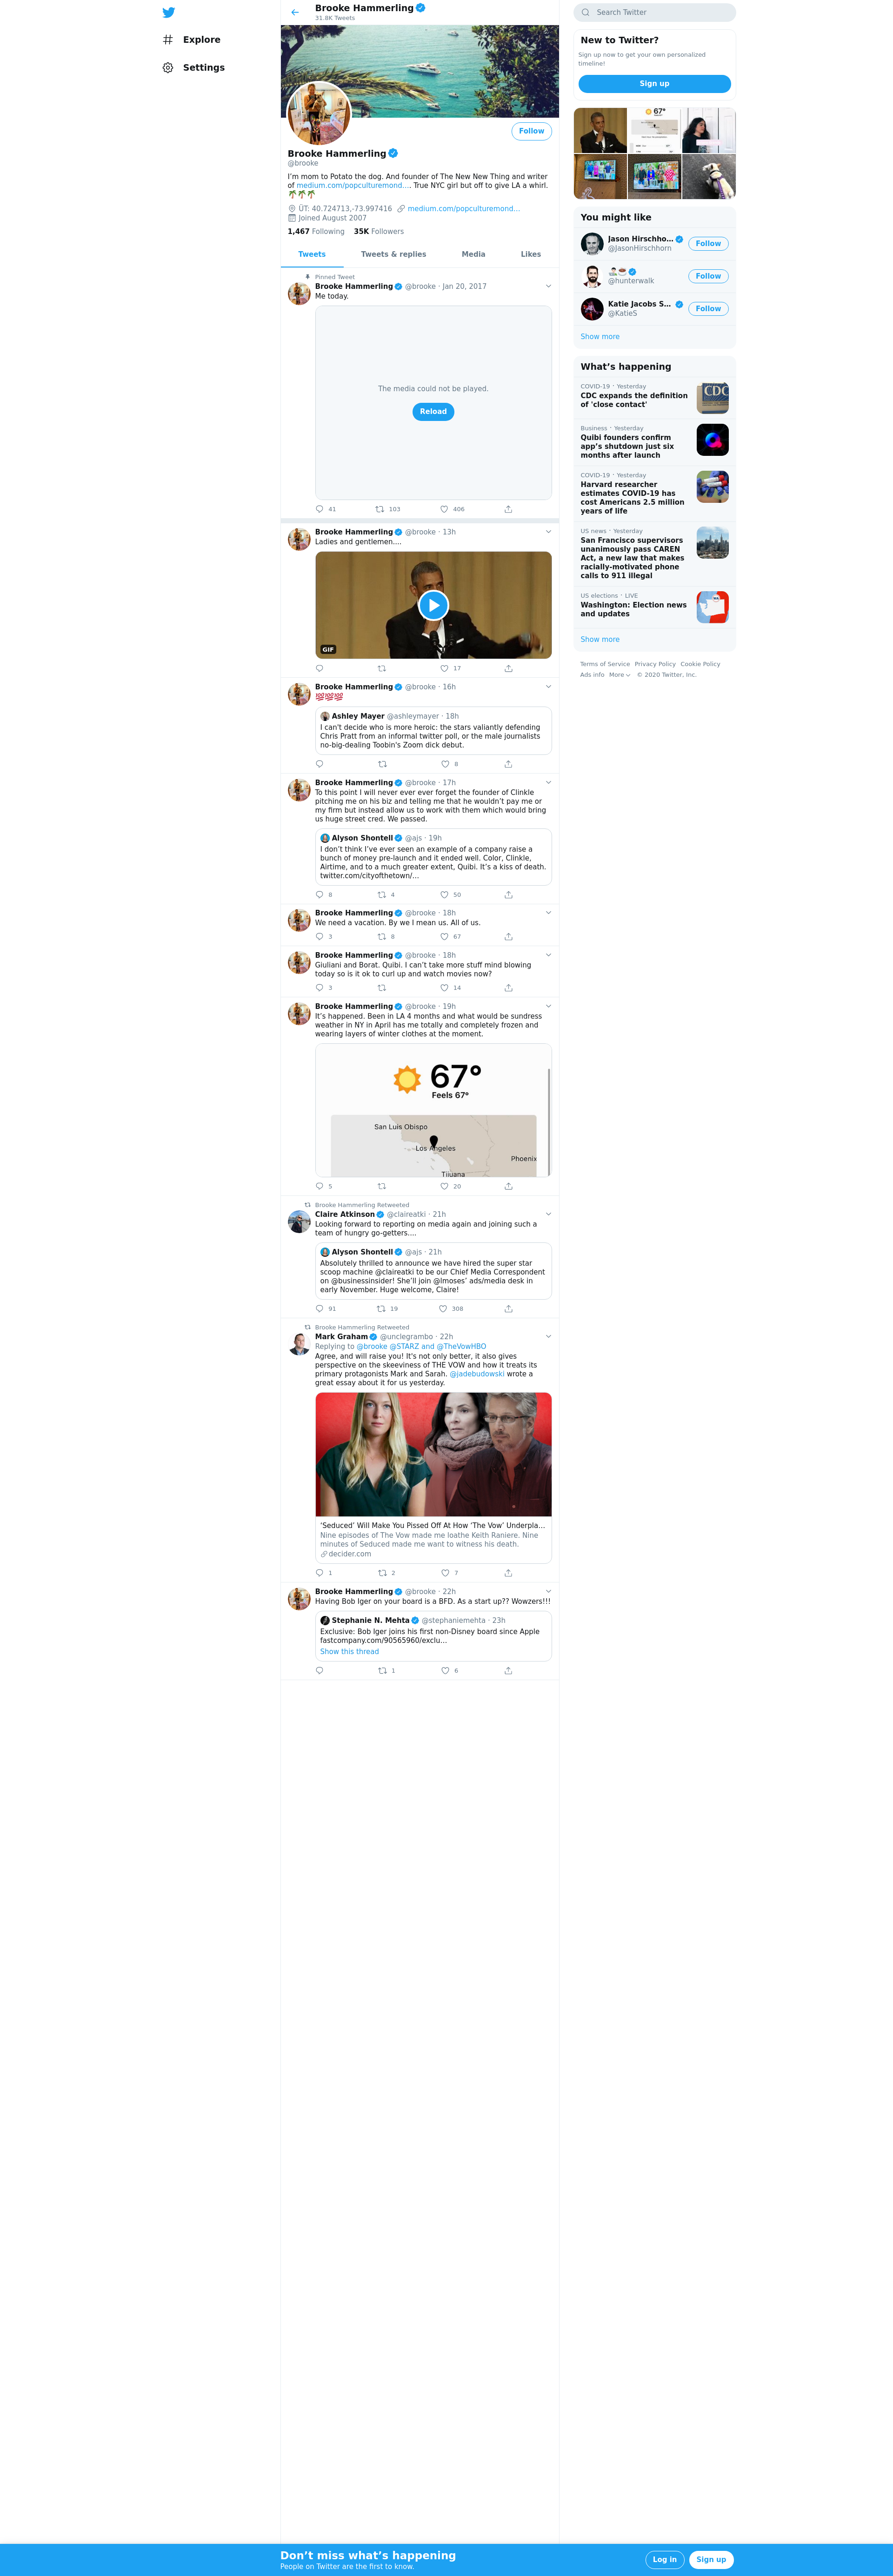 Explore
Settings
Brooke Hammerling
31.8K Tweets
Follow
Brooke Hammerling
@brooke
I’m mom to Potato the dog. And founder of The New New Thing and writer
of medium.com/popculturemond.... True NYC girl but off to give LA a whirl.
ÜT: 40.724713,-73.997416 medium.com/popculturemond...
Joined August 2007
1,467 Following 35K Followers
Tweets Tweets & replies Media Likes
Pinned Tweet
Brooke Hammerling @brooke · Jan 20, 2017
Me today.
The media could not be played.
Reload
41 103 406
Brooke Hammerling @brooke · 13h
Ladies and gentlemen....
GIF
17
Brooke Hammerling @brooke · 16h
💯💯💯
Ashley Mayer @ashleymayer · 18h
I can't decide who is more heroic: the stars valiantly defending
Chris Pratt from an informal twitter poll, or the male journalists
no-big-dealing Toobin's Zoom dick debut.
8
Brooke Hammerling @brooke · 17h
To this point I will never ever ever forget the founder of Clinkle
pitching me on his biz and telling me that he wouldn’t pay me or
my firm but instead allow us to work with them which would bring
us huge street cred. We passed.
Alyson Shontell @ajs · 19h
I don’t think I’ve ever seen an example of a company raise a
bunch of money pre-launch and it ended well. Color, Clinkle,
Airtime, and to a much greater extent, Quibi. It’s a kiss of death.
twitter.com/cityofthetown/...
6 4 50
Brooke Hammerling @brooke · 18h
We need a vacation. By we I mean us. All of us.
3 8 67
Brooke Hammerling @brooke · 18h
Giuliani and Borat. Quibi. I can’t take more stuff mind blowing
today so is it ok to curl up and watch movies now?
3 14
Brooke Hammerling @brooke · 19h
It’s happened. Been in LA 4 months and what would be sundress
weather in NY in April has me totally and completely frozen and
wearing layers of winter clothes at the moment.
67°
Feels 67°
San Luis Obispo
Los Angeles
Phoenix
Tijuana
5 20
Brooke Hammerling Retweeted
Claire Atkinson @claireatki · 21h
Looking forward to reporting on media again and joining such a
team of hungry go-getters....
Alyson Shontell @ajs · 21h
Absolutely thrilled to announce we have hired the super star
scoop machine @claireatki to be our Chief Media Correspondent
on @businessinsider! She’ll join @lmoses’ ads/media desk in
early November. Huge welcome, Claire!
91 19 308
Brooke Hammerling Retweeted
Mark Graham @unclegrambo · 22h
Replying to @brooke @STARZ and @TheVowHBO
Agree, and will raise you! It's not only better, it also gives
perspective on the skeeviness of THE VOW and how it treats its
primary protagonists Mark and Sarah. @jadebudowski wrote a
great essay about it for us yesterday.
‘Seduced’ Will Make You Pissed Off At How ‘The Vow’ Underpla...
Nine episodes of The Vow made me loathe Keith Raniere. Nine
minutes of Seduced made me want to witness his death.
decider.com
1 2 7
Brooke Hammerling @brooke · 22h
Having Bob Iger on your board is a BFD. As a start up?? Wowzers!!!
Stephanie N. Mehta @stephaniemehta · 23h
Exclusive: Bob Iger joins his first non-Disney board since Apple
fastcompany.com/90565960/exclu...
Show this thread
1 6
Search Twitter
New to Twitter?
Sign up now to get your own personalized
timeline!
Sign up
67°
You might like
Jason Hirschho...
@JasonHirschhorn
Follow
@hunterwalk
Follow
Katie Jacobs S...
@KatieS
Follow
Show more
What’s happening
COVID-19 · Yesterday
CDC expands the definition
of 'close contact'
CDC
Business · Yesterday
Quibi founders confirm
app’s shutdown just six
months after launch
COVID-19 · Yesterday
Harvard researcher
estimates COVID-19 has
cost Americans 2.5 million
years of life
US news · Yesterday
San Francisco supervisors
unanimously pass CAREN
Act, a new law that makes
racially-motivated phone
calls to 911 illegal
US elections · LIVE
Washington: Election news
and updates
Show more
Terms of Service Privacy Policy Cookie Policy
Ads info More © 2020 Twitter, Inc.
Don’t miss what’s happening
People on Twitter are the first to know.
Log in
Sign up